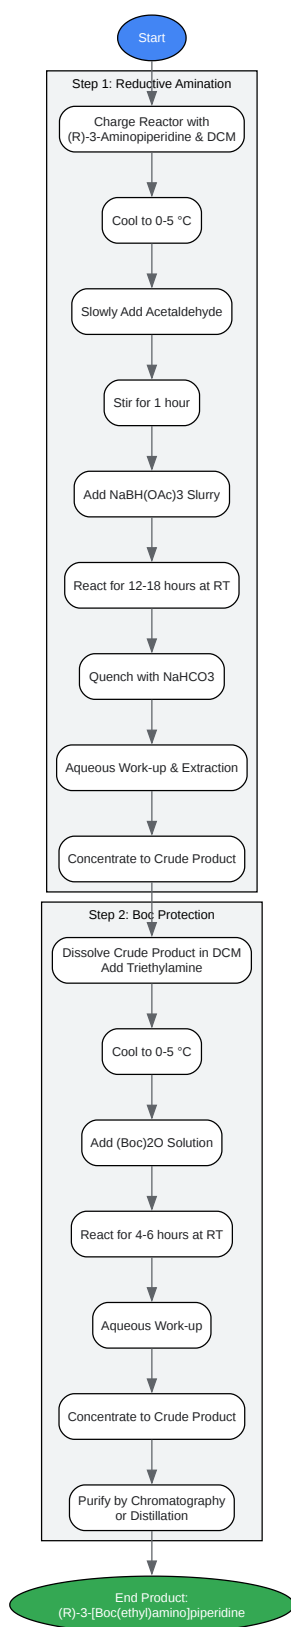 Start
Step 1: Reductive Amination
Charge Reactor with
(R)-3-Aminopiperidine & DCM
Cool to 0-5 °C
Slowly Add Acetaldehyde
Stir for 1 hour
Add NaBH(OAc)3 Slurry
React for 12-18 hours at RT
Quench with NaHCO3
Aqueous Work-up & Extraction
Concentrate to Crude Product
Step 2: Boc Protection
Dissolve Crude Product in DCM
Add Triethylamine
Cool to 0-5 °C
Add (Boc)2O Solution
React for 4-6 hours at RT
Aqueous Work-up
Concentrate to Crude Product
Purify by Chromatography
or Distillation
End Product:
(R)-3-[Boc(ethyl)amino]piperidine